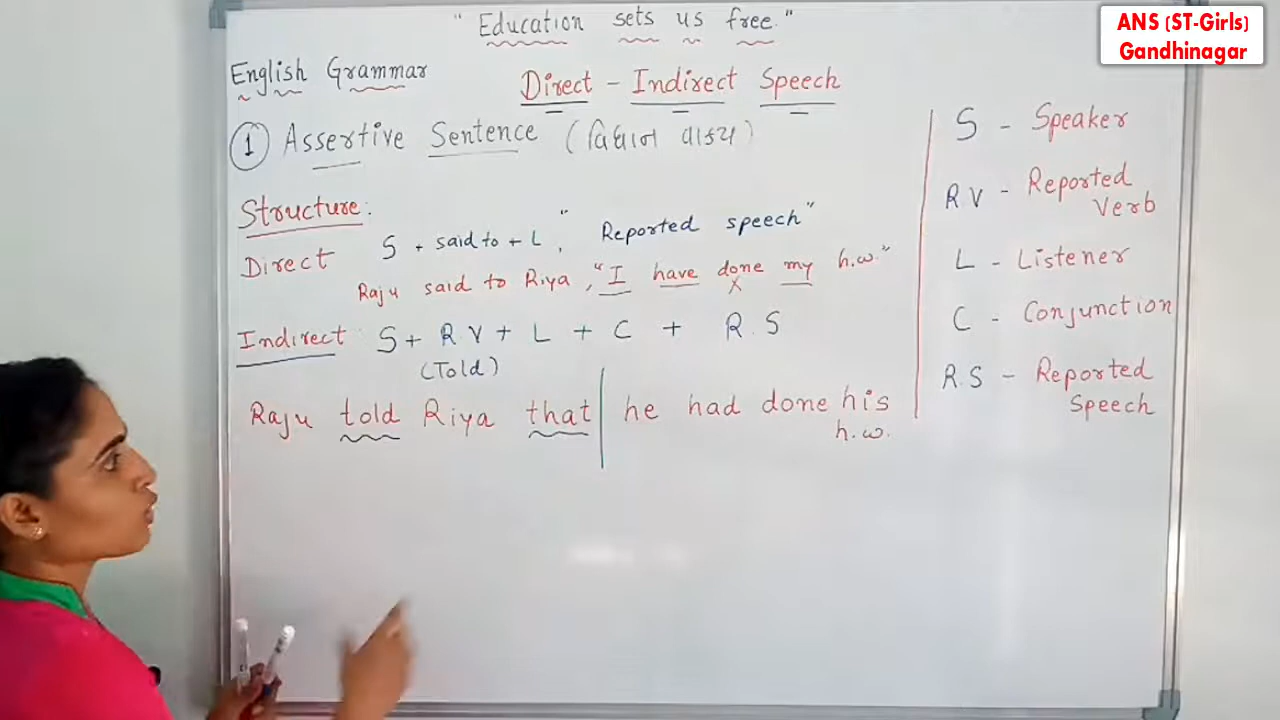 "Education sets us free."
ANS (ST-Girls)
Gandhinagar
English Grammar
Direct - Indirect Speech
1 Assertive Sentence (વિધાન વાક્ય)
Structure:
Direct S + said to + L, "Reported speech"
Raju said to Riya, "I have done my h.w."
Indirect: S + RV + L + C + R.S
(Told)
Raju told Riya that | he had done his
h.w.
S - Speaker
RV - Reported
Verb
L - Listener
C - Conjunction
R.S - Reported
Speech